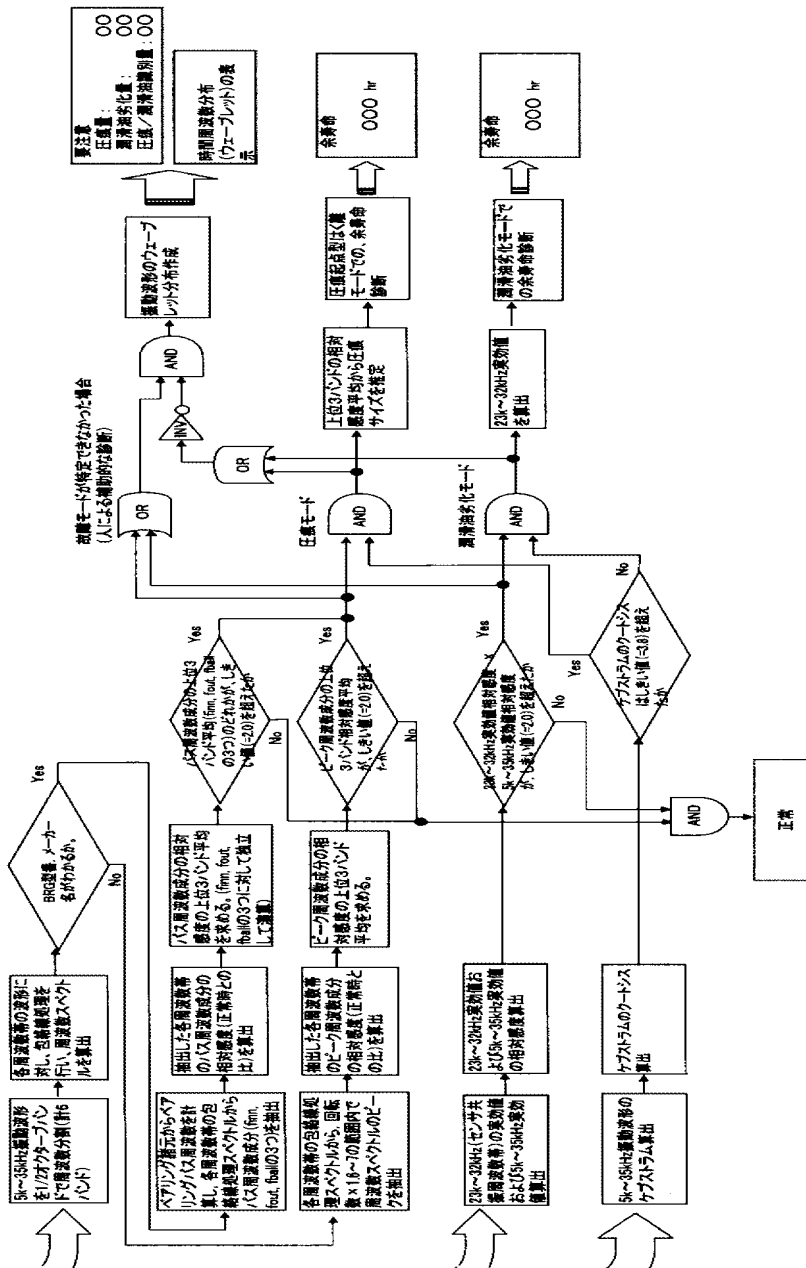 5k～35kHz振動波形
を1/2オクターブバン
ドで周波数分割(計6
バンド)
各周波数帯の波形に
対し、包絡線処理を
行い、周波数スペクト
ルを算出
BRG型番、メーカー
名がわかるか。
Yes
No
ベアリング諸元からベア
リングパス周波数を計
算し、各周波数帯の包
絡線処理スペクトルから
パス周波数成分(finn,
fout, fballの3つ)を抽出
抽出した各周波数帯
のパス周波数成分の
相対感度(正常時との
比)を算出
パス周波数成分の相対
感度の上位3バンド平均
を求める。(finn, fout,
fballの3つに対して独立
して演算)
パス周波数成分の上位3
バンド平均(finn, fout, fball
の3つ)のどれかが、しき
い値(=2.0)を超えたか
Yes
No
各周波数帯の包絡線処
理スペクトルから、回転
数×1.6～7の範囲内で
周波数スペクトルのピー
クを抽出
抽出した各周波数帯
のピーク周波数成分
の相対感度(正常時と
の比)を算出
ピーク周波数成分の相
対感度の上位3バンド
平均を求める。
ピーク周波数成分の上位
3バンド相対感度平均
が、しきい値(=2.0)を超え
たか
Yes
No
23k～32kHz(センサ共
振周波数帯)の実効値
および5k～35kHz実効
値算出
23k～32kHz実効値お
よび5k～35kHz実効値
の相対感度算出
23k～32kHz実効値相対感度、
5k～35kHz実効値相対感度
が、しきい値(=2.0)を超えたか
Yes
No
5k～35kHz振動波形の
ケプストラム算出
ケプストラムのクートシス
算出
ケプストラムのクートシス
はしきい値(=3.8)を超え
たか
Yes
No
AND
正常
故障モードが特定できなかった場合
(人による補助的な診断)
OR
AND
INV
OR
振動波形のウェーブ
レット分布作成
要注意
圧痕量: 〇〇
潤滑油劣化量: 〇〇
圧痕／潤滑油識別量:〇〇
時間周波数分布
(ウェーブレット)の表
示
圧痕モード
AND
上位3バンドの相対
感度平均から圧痕
サイズを推定
圧痕起点型はく離
モードでの、余寿命
診断
余寿命
〇〇〇 hr
潤滑油劣化モード
AND
23k～32kHz実効値
を算出
潤滑油劣化モードで
の余寿命診断
余寿命
〇〇〇 hr